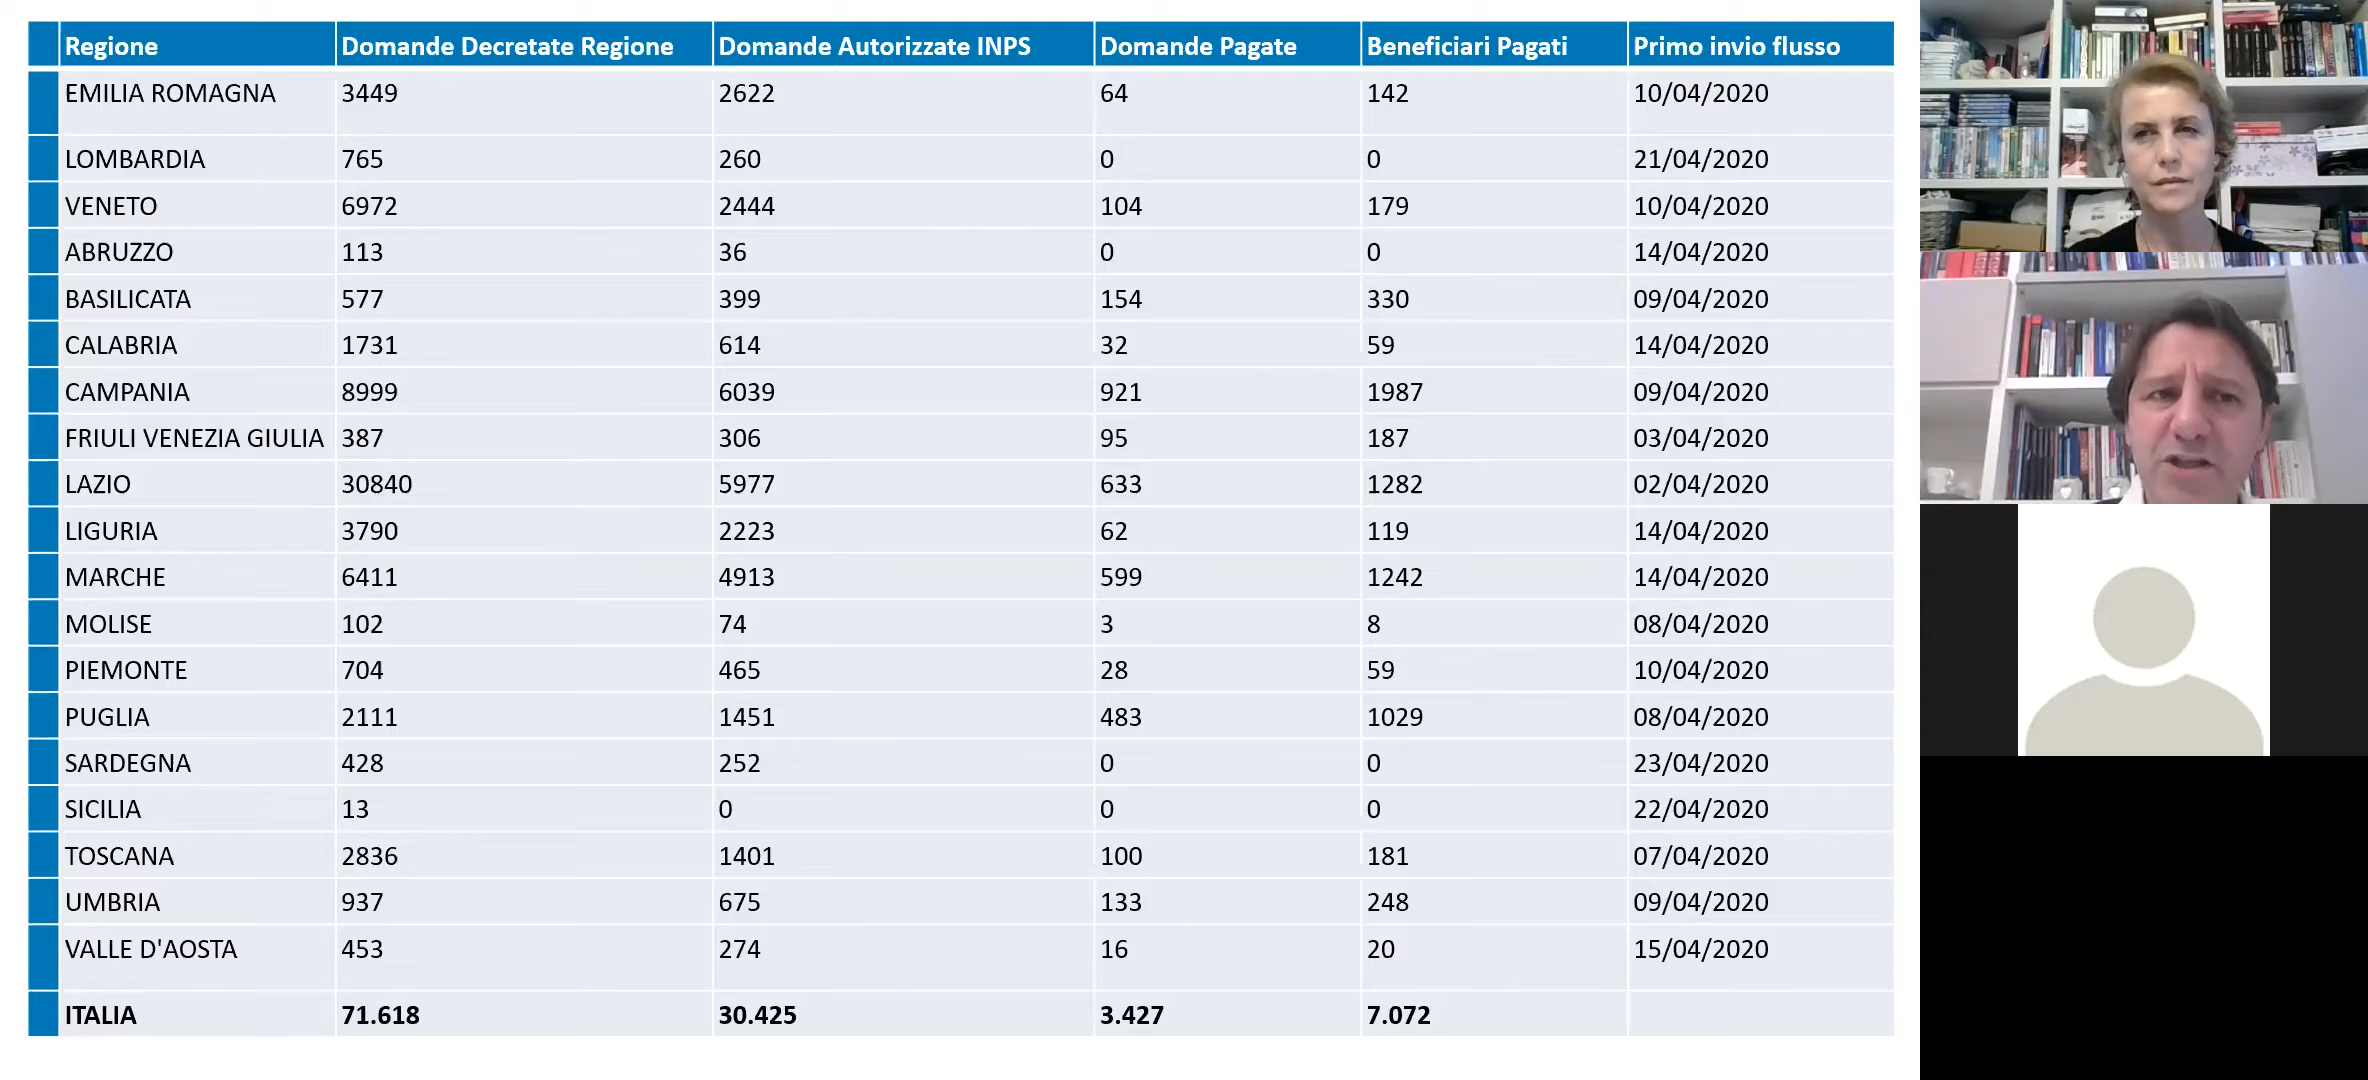 Regione Domande Decretate Regione Domande Autorizzate INPS Domande Pagate Beneficiari Pagati Primo invio flusso
EMILIA ROMAGNA 3449 2622 64 142 10/04/2020
LOMBARDIA 765 260 0 0 21/04/2020
VENETO 6972 2444 104 179 10/04/2020
ABRUZZO 113 36 0 0 14/04/2020
BASILICATA 577 399 154 330 09/04/2020
CALABRIA 1731 614 32 59 14/04/2020
CAMPANIA 8999 6039 921 1987 09/04/2020
FRIULI VENEZIA GIULIA 387 306 95 187 03/04/2020
LAZIO 30840 5977 633 1282 02/04/2020
LIGURIA 3790 2223 62 119 14/04/2020
MARCHE 6411 4913 599 1242 14/04/2020
MOLISE 102 74 3 8 08/04/2020
PIEMONTE 704 465 28 59 10/04/2020
PUGLIA 2111 1451 483 1029 08/04/2020
SARDEGNA 428 252 0 0 23/04/2020
SICILIA 13 0 0 0 22/04/2020
TOSCANA 2836 1401 100 181 07/04/2020
UMBRIA 937 675 133 248 09/04/2020
VALLE D'AOSTA 453 274 16 20 15/04/2020
ITALIA 71.618 30.425 3.427 7.072